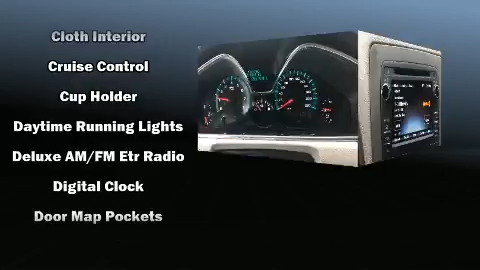 Cloth Interior
Cruise Control
Cup Holder
Daytime Running Lights
Deluxe AM/FM Etr Radio
Digital Clock
Door Map Pockets